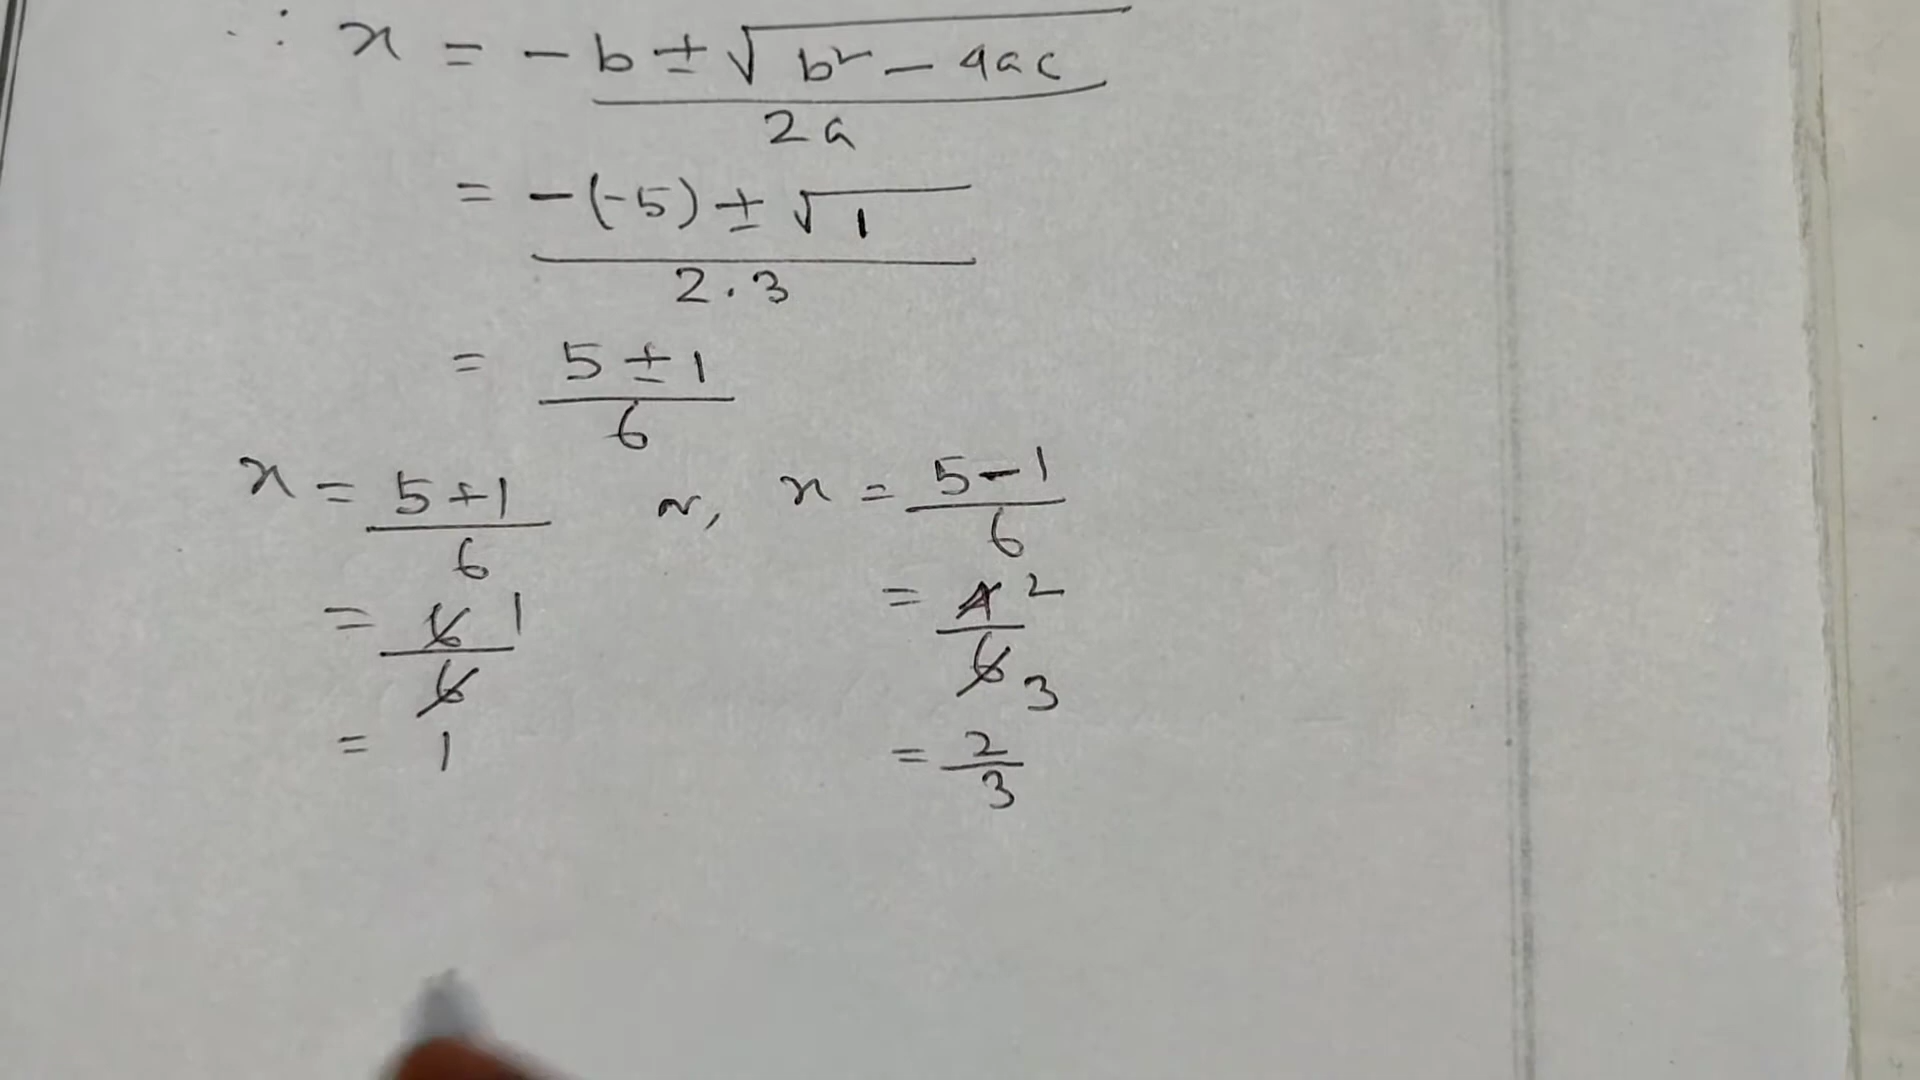 ∴ x = -b ± √b² - 4ac
2a
= -(-5) ± √1
2·3
= 5 ± 1
6
x = 5+1 or, x = 5-1
6 6
= 6 1 = 4 2
6 6 3
= 1 = 2
3